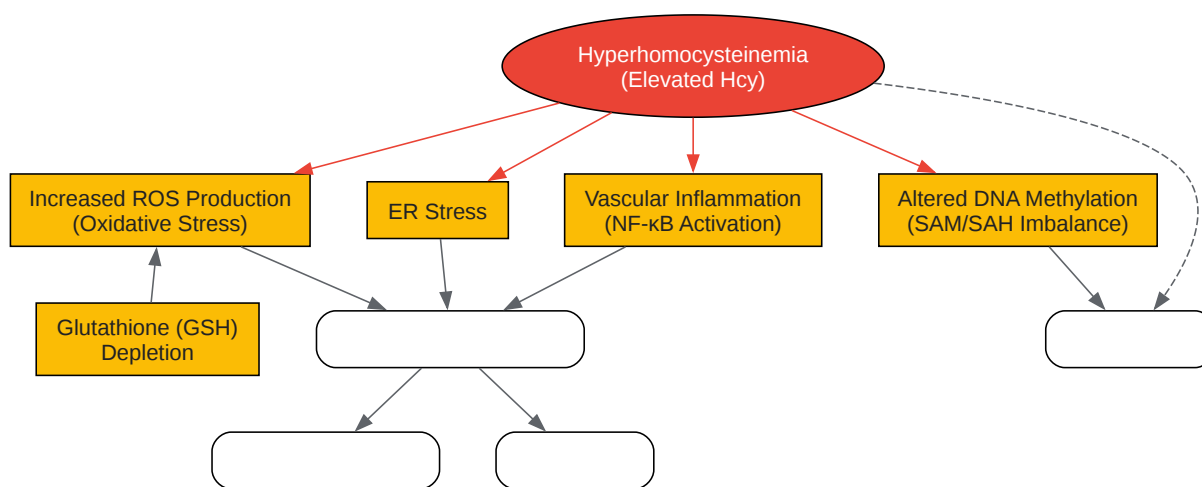 Hyperhomocysteinemia
(Elevated Hcy)
Increased ROS Production
(Oxidative Stress)
ER Stress
Vascular Inflammation
(NF-κB Activation)
Altered DNA Methylation
(SAM/SAH Imbalance)
Glutathione (GSH)
Depletion